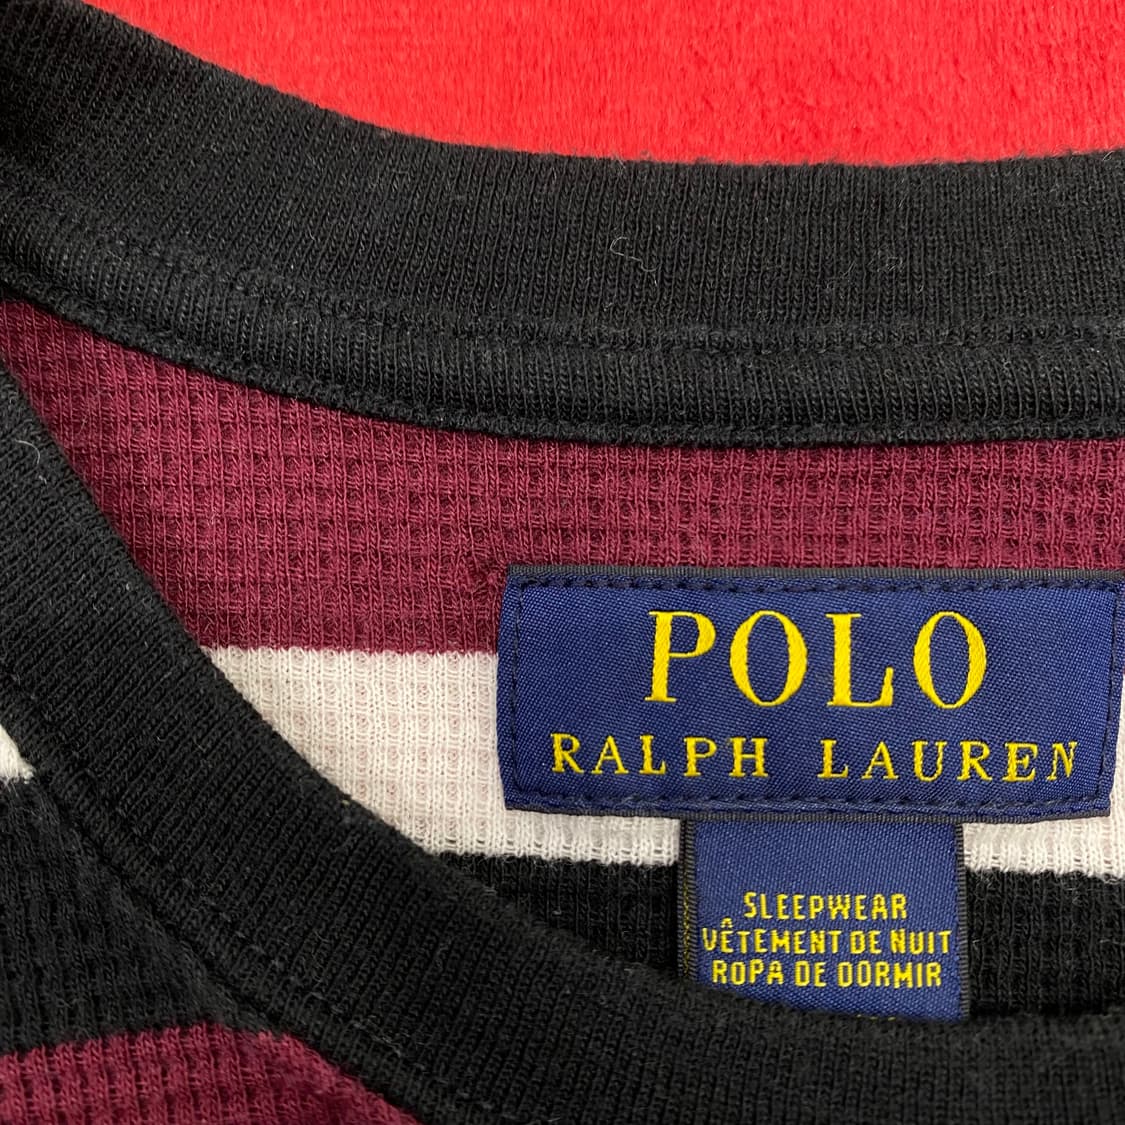 POLO
RALPH LAUREN
SLEEPWEAR
VÊTEMENT DE NUIT
ROPA DE DORMIR